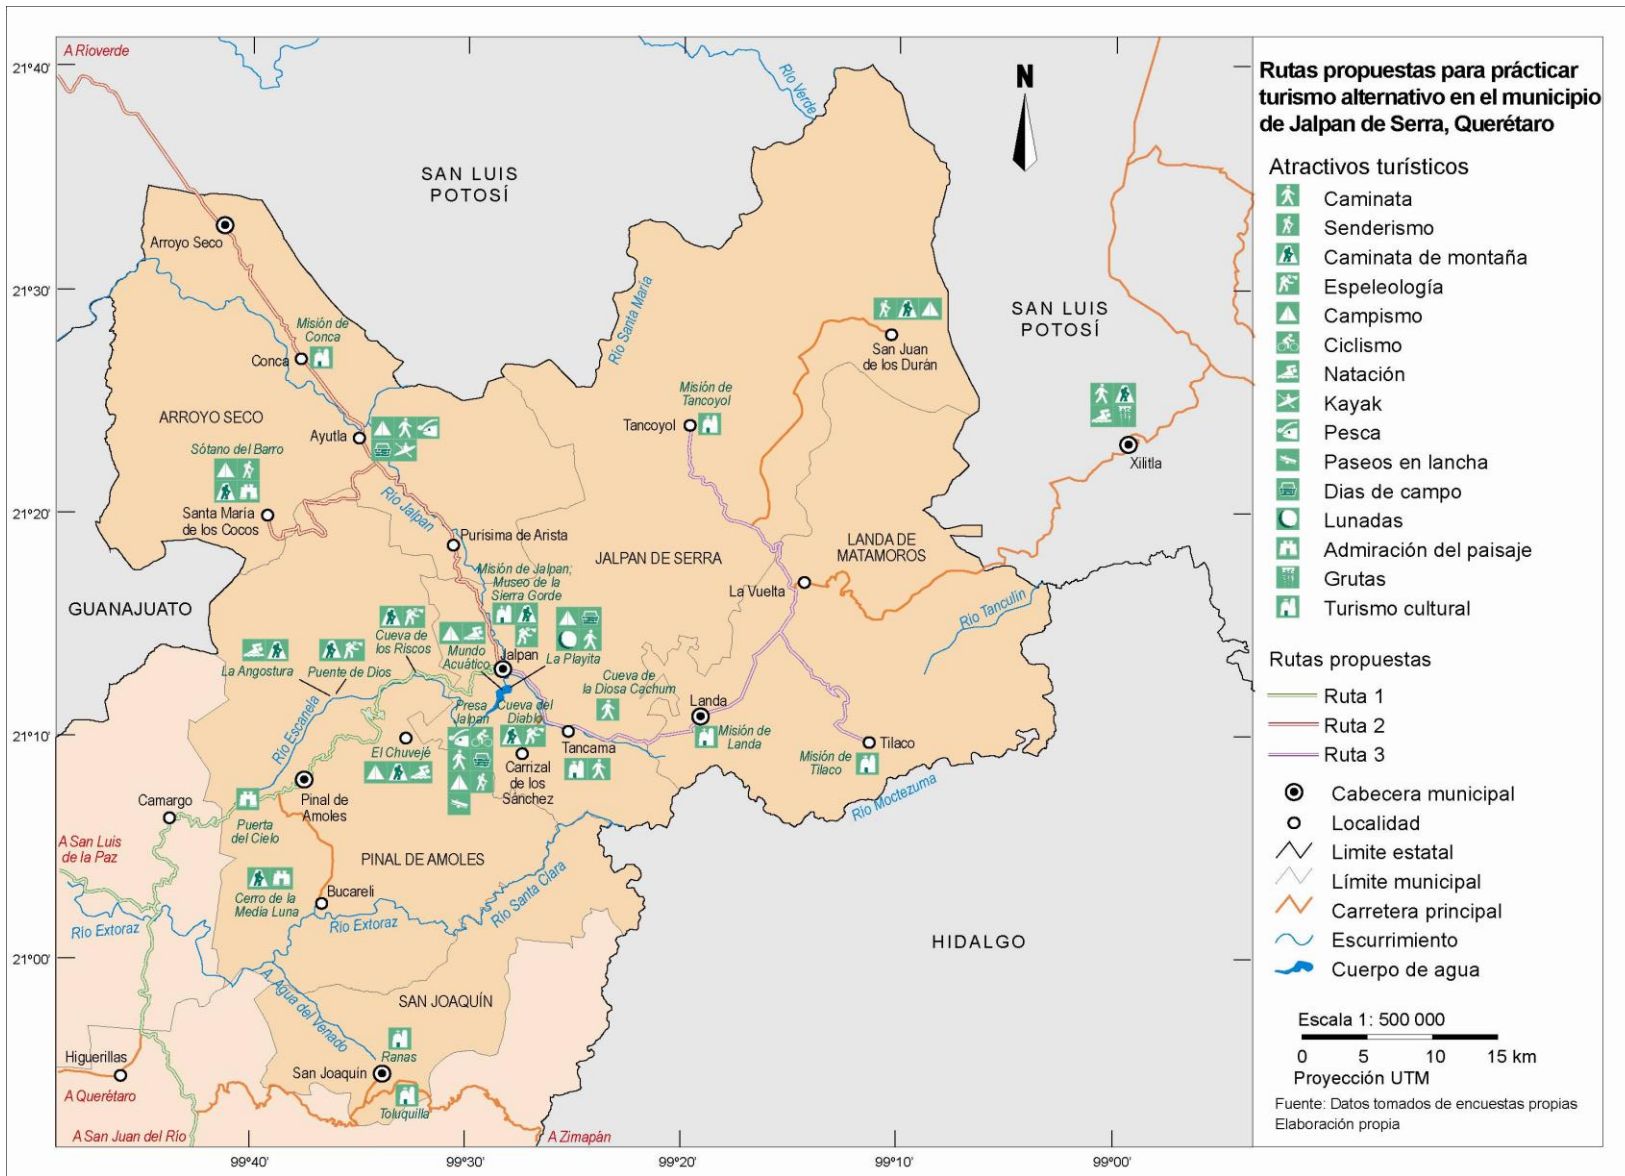 A Ríoverde
21°40'
21°30'
21°20'
21°10'
21°00'
99°40'
99°30'
99°20'
99°10'
99°00'
N
SAN LUIS
POTOSÍ
Río Verde
Arroyo Seco
Misión de
Conca
Conca
ARROYO SECO
Ayutla
Sótano del Barro
Santa María
de los Cocos
Río Jalpan
Río Santa María
Purísima de Arista
San Juan
de los Durán
SAN LUIS
POTOSÍ
Misión de
Tancoyol
Tancoyol
Xilitla
JALPAN DE SERRA
LANDA DE
MATAMOROS
La Vuelta
Río Tanculín
GUANAJUATO
Misión de Jalpan;
Museo de la
Sierra Gorde
Cueva de
los Riscos
Mundo
Acuático
Jalpan
La Playita
La Angostura
Puente de Dios
Cueva de
la Diosa Cachum
Río Escanela
Presa
Jalpan
Cueva del
Diablo
Landa
Misión de
Landa
Tilaco
Misión de
Tilaco
Río Moctezuma
El Chuvejé
Tancama
Carrizal
de los
Sánchez
Camargo
Pinal de
Amoles
Puerta
del Cielo
A San Luis
de la Paz
PINAL DE AMOLES
Cerro de la
Media Luna
Bucareli
Río Extoraz
Río Extoraz
Río Santa Clara
HIDALGO
A. Agua del Venado
SAN JOAQUÍN
Ranas
San Joaquín
Toluquilla
Higuerillas
A Querétaro
A San Juan del Río
A Zimapán
Rutas propuestas para prácticar
turismo alternativo en el municipio
de Jalpan de Serra, Querétaro
Atractivos turísticos
Caminata
Senderismo
Caminata de montaña
Espeleología
Campismo
Ciclismo
Natación
Kayak
Pesca
Paseos en lancha
Dias de campo
Lunadas
Admiración del paisaje
Grutas
Turismo cultural
Rutas propuestas
Ruta 1
Ruta 2
Ruta 3
Cabecera municipal
Localidad
Limite estatal
Límite municipal
Carretera principal
Escurrimiento
Cuerpo de agua
Escala 1: 500 000
0 5 10 15 km
Proyección UTM
Fuente: Datos tomados de encuestas propias
Elaboración propia